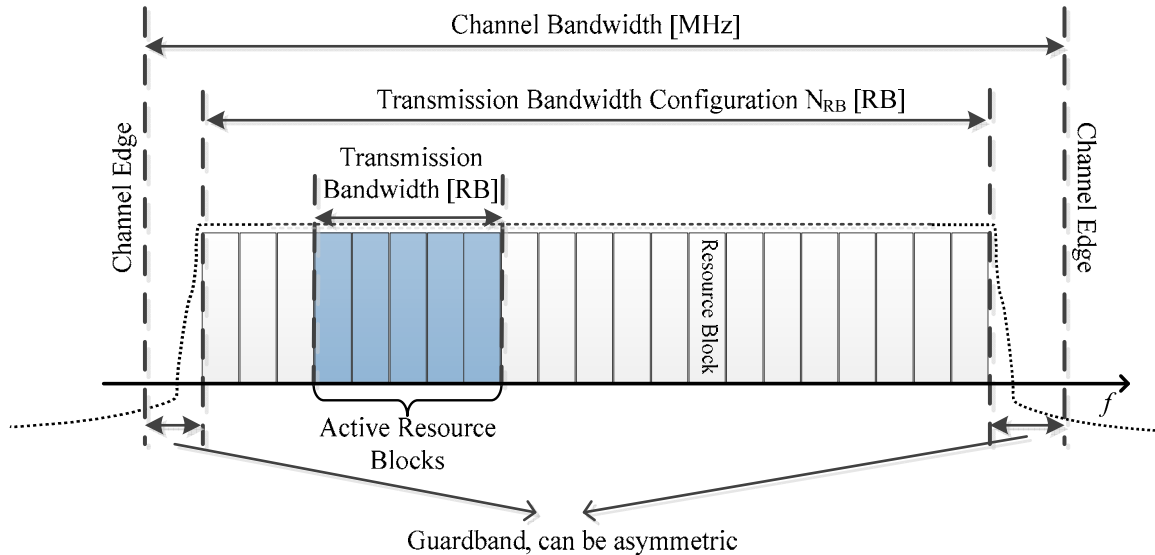 Channel Bandwidth [MHz]
Transmission Bandwidth Configuration NRB [RB]
Transmission
Bandwidth [RB]
Channel Edge
Channel Edge
Resource Block
f
Active Resource
Blocks
Guardband, can be asymmetric